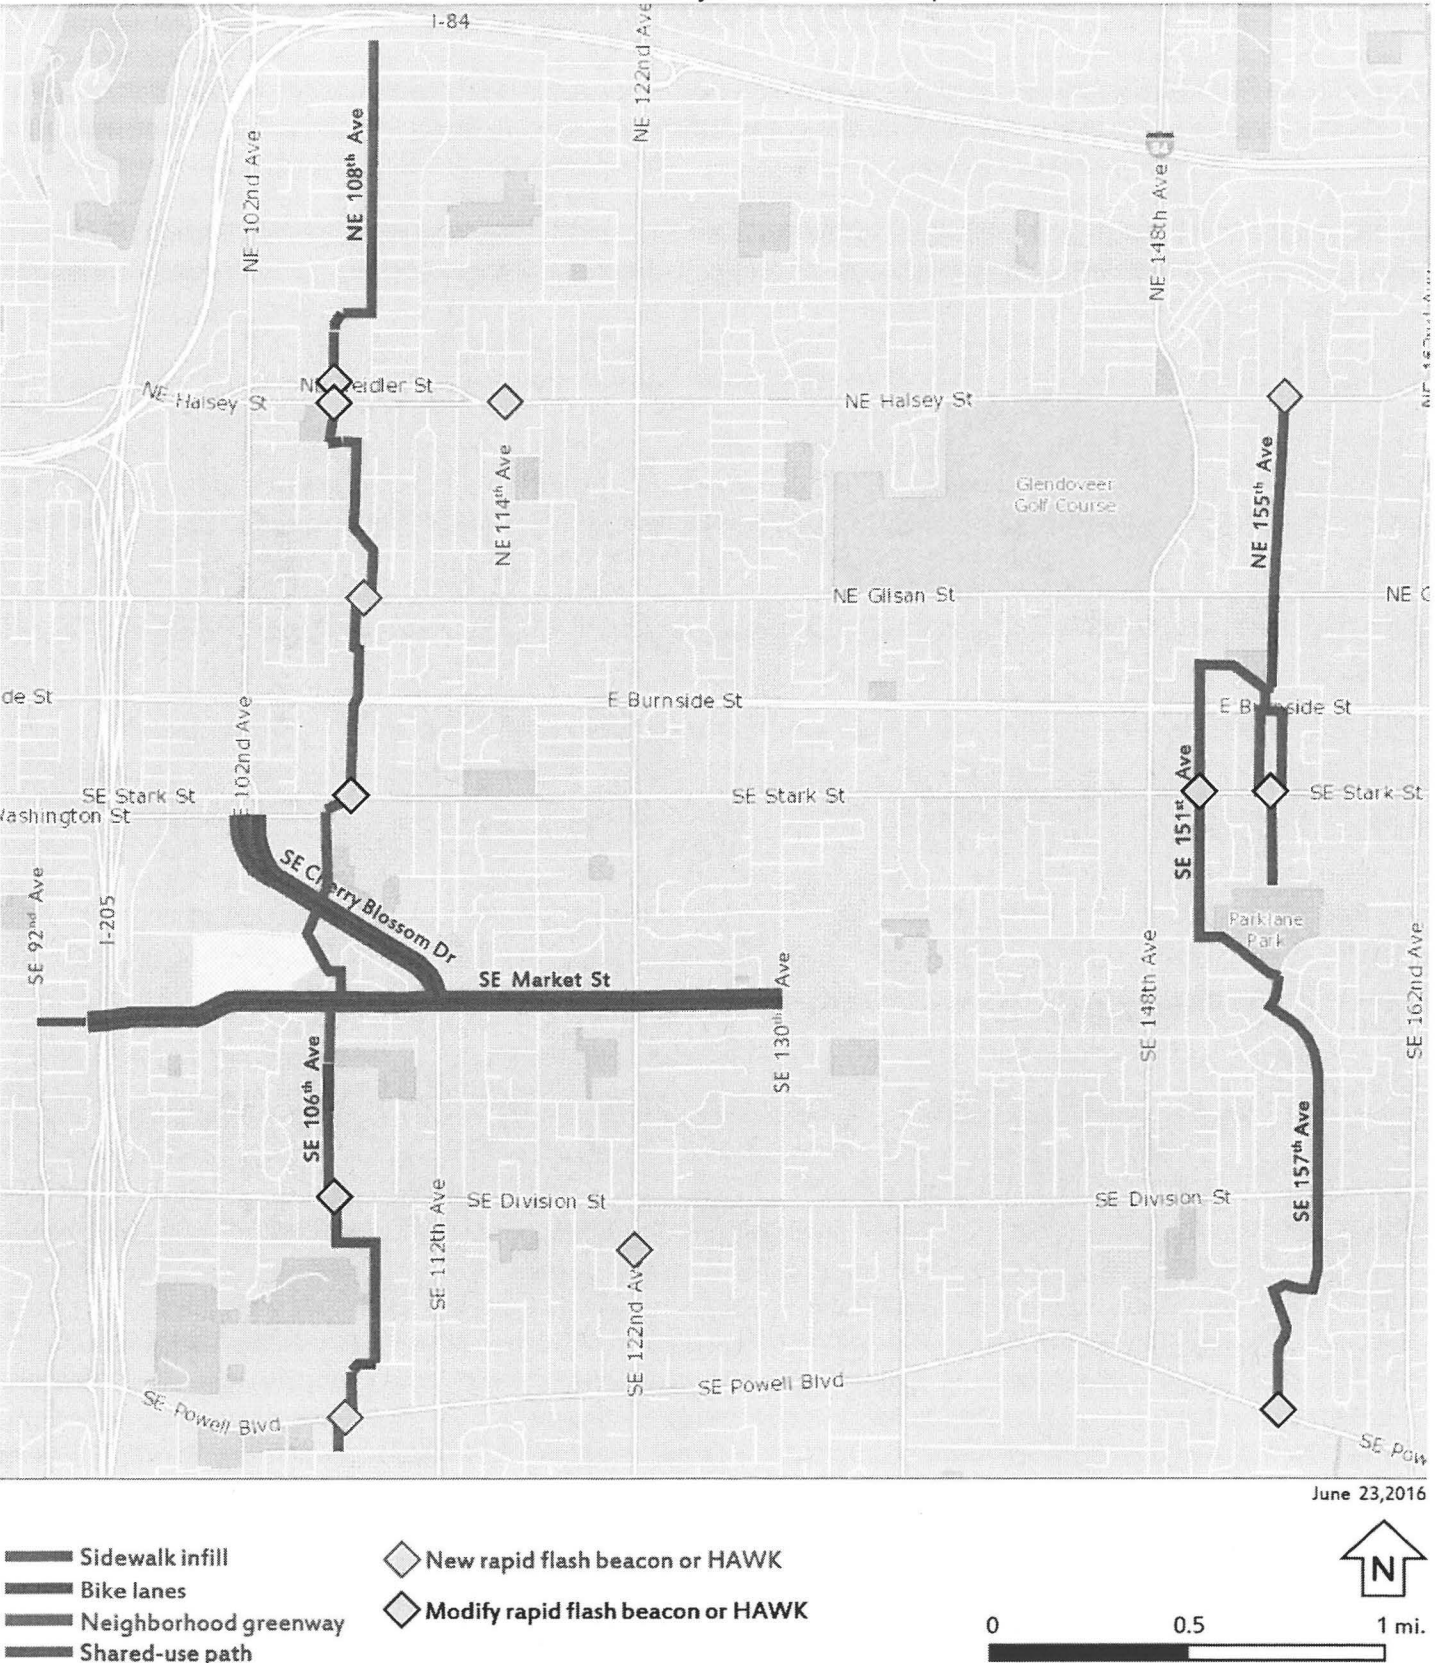 I-84
NE 122nd Ave
NE 102nd Ave
NE 108th Ave
NE 148th Ave
NE Halsey St
NE Halsey St
NE 114th Ave
Glendoveer
Golf Course
NE 155th Ave
NE Glisan St
de St
E Burnside St
SE Stark St
SE Stark St
SE Stark St
SE 151st Ave
SE Cherry Blossom Dr
SE 92nd Ave
I-205
SE Market St
SE 130th Ave
Parklane
Park
SE 148th Ave
SE 162nd Ave
SE 106th Ave
SE 157th Ave
SE Division St
SE Division St
SE 112th Ave
SE 122nd Av
SE Powell Blvd
SE Powell Blvd
SE Pow
June 23,2016
Sidewalk infill
Bike lanes
Neighborhood greenway
Shared-use path
New rapid flash beacon or HAWK
Modify rapid flash beacon or HAWK
N
0 0.5 1 mi.